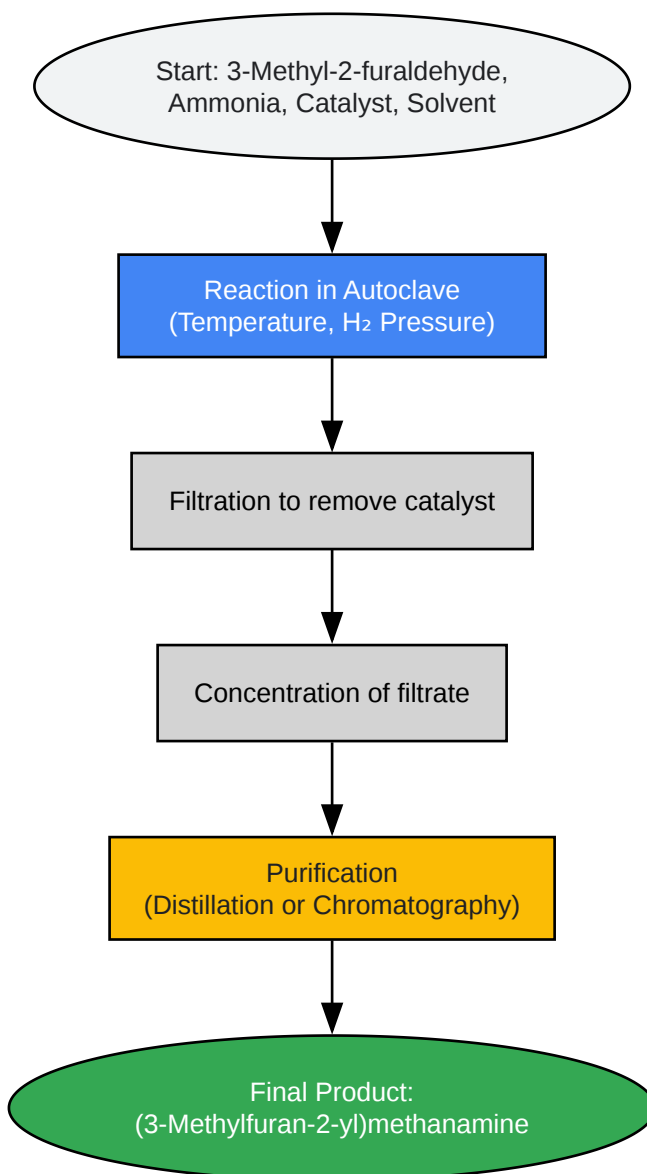 Start: 3-Methyl-2-furaldehyde,
Ammonia, Catalyst, Solvent
Reaction in Autoclave
(Temperature, H₂ Pressure)
Filtration to remove catalyst
Concentration of filtrate
Purification
(Distillation or Chromatography)
Final Product:
(3-Methylfuran-2-yl)methanamine